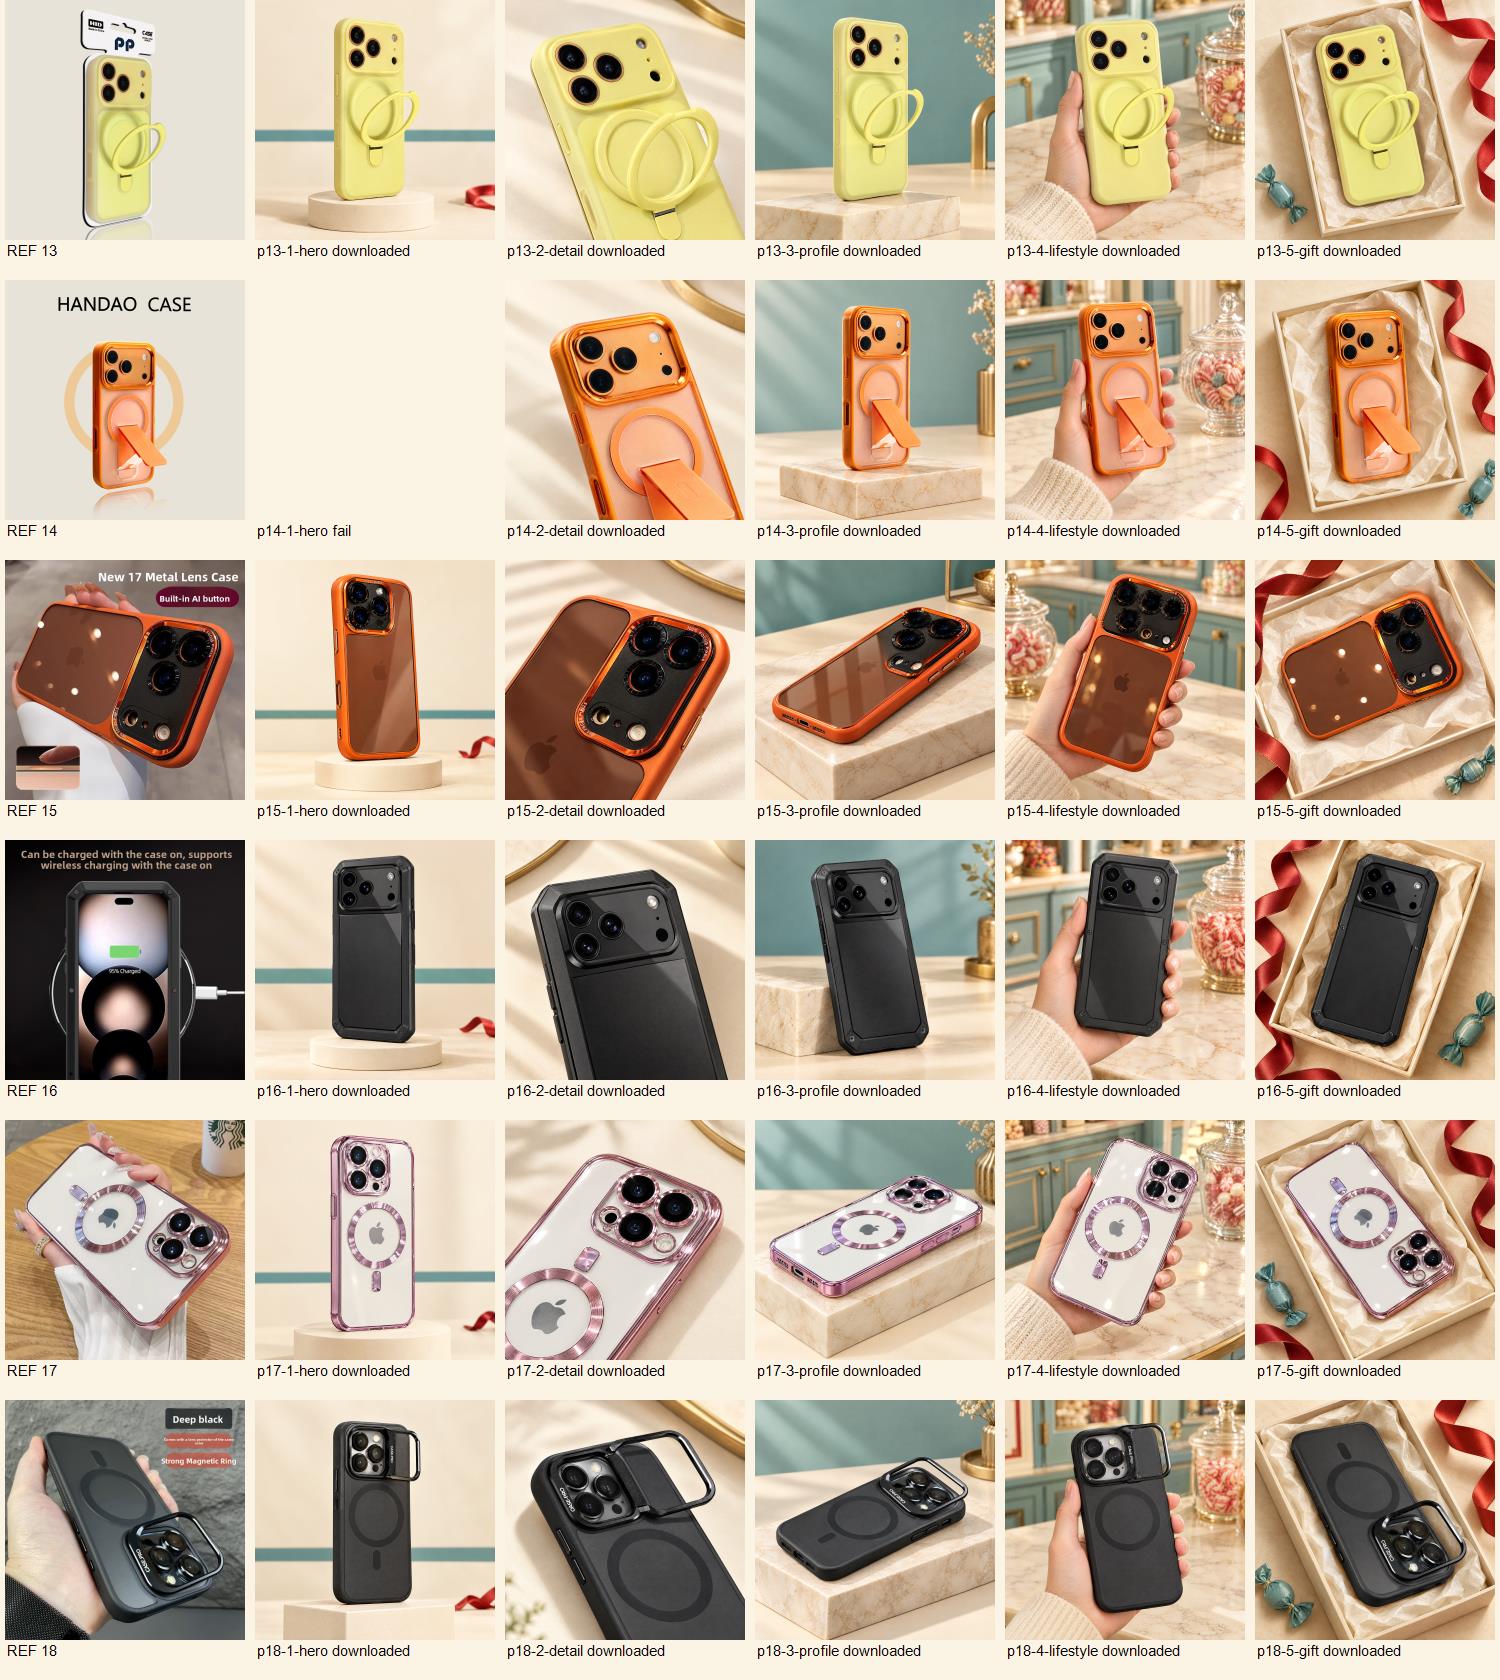 HID
CASE
PP
REF 13
p13-1-hero downloaded
p13-2-detail downloaded
p13-3-profile downloaded
p13-4-lifestyle downloaded
p13-5-gift downloaded
HANDAO CASE
REF 14
p14-1-hero fail
p14-2-detail downloaded
p14-3-profile downloaded
p14-4-lifestyle downloaded
p14-5-gift downloaded
New 17 Metal Lens Case
Built-in AI button
REF 15
p15-1-hero downloaded
p15-2-detail downloaded
p15-3-profile downloaded
p15-4-lifestyle downloaded
p15-5-gift downloaded
Can be charged with the case on, supports
wireless charging with the case on
95% Charged
REF 16
p16-1-hero downloaded
p16-2-detail downloaded
p16-3-profile downloaded
p16-4-lifestyle downloaded
p16-5-gift downloaded
REF 17
p17-1-hero downloaded
p17-2-detail downloaded
p17-3-profile downloaded
p17-4-lifestyle downloaded
p17-5-gift downloaded
Deep black
Strong Magnetic Ring
CASE.PRO
CASE.PRO
REF 18
p18-1-hero downloaded
p18-2-detail downloaded
p18-3-profile downloaded
p18-4-lifestyle downloaded
p18-5-gift downloaded